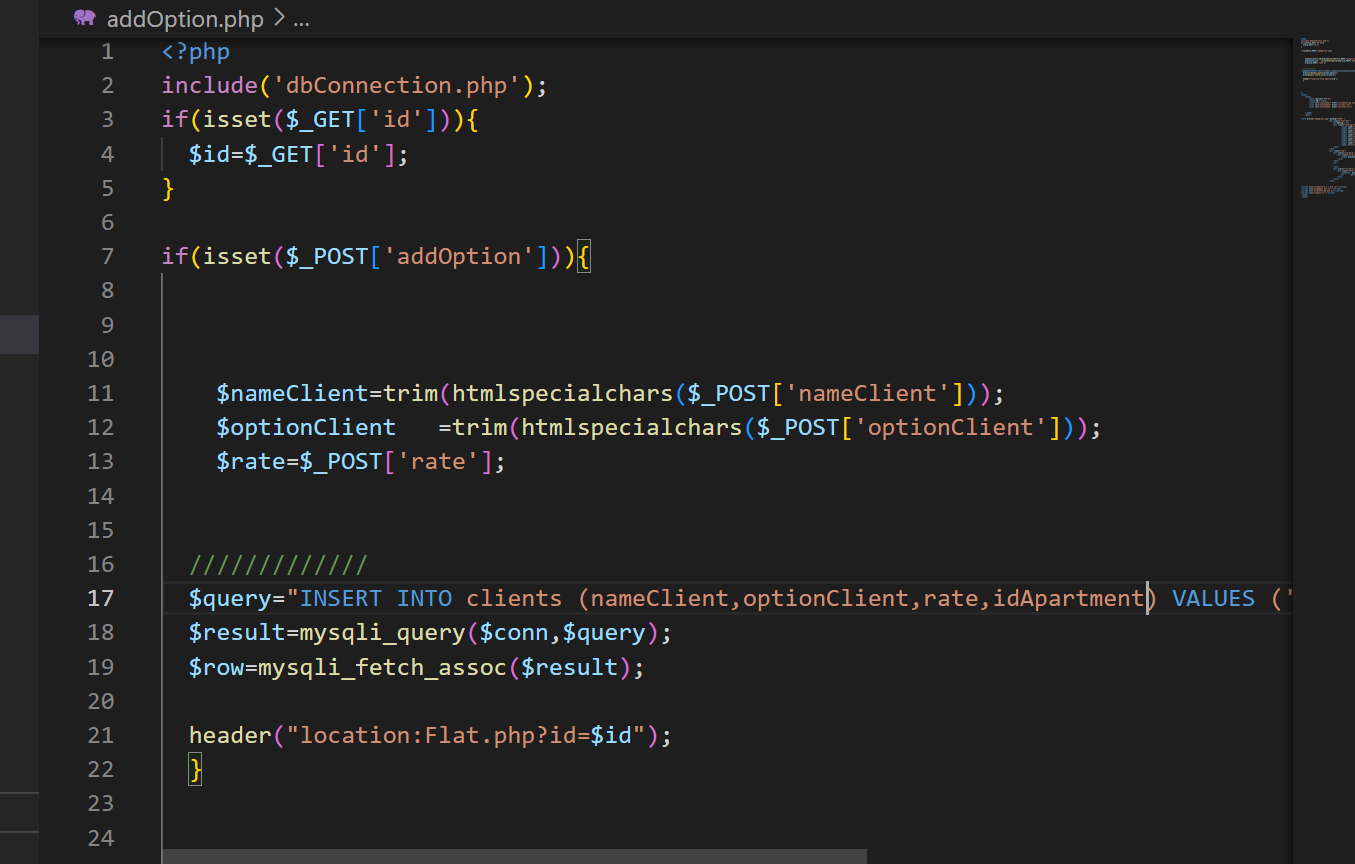 addOption.php > ...
1 <?php
2 include('dbConnection.php');
3 if(isset($_GET['id'])){
4 $id=$_GET['id'];
5 }
6
7 if(isset($_POST['addOption'])){
8
9
10
11 $nameClient=trim(htmlspecialchars($_POST['nameClient']));
12 $optionClient   =trim(htmlspecialchars($_POST['optionClient']));
13 $rate=$_POST['rate'];
14
15
16 /////////////
17 $query="INSERT INTO clients (nameClient,optionClient,rate,idApartment) VALUES ('
18 $result=mysqli_query($conn,$query);
19 $row=mysqli_fetch_assoc($result);
20
21 header("location:Flat.php?id=$id");
22 }
23
24